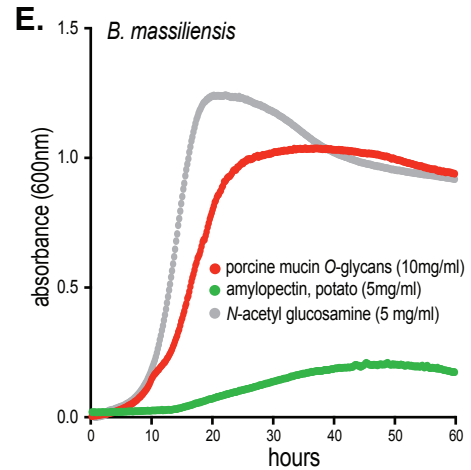 E.
B. massiliensis
1.5
1.0
0.5
0.0
absorbance (600nm)
porcine mucin O-glycans (10mg/ml)
amylopectin, potato (5mg/ml)
N-acetyl glucosamine (5 mg/ml)
0 10 20 30 40 50 60
hours